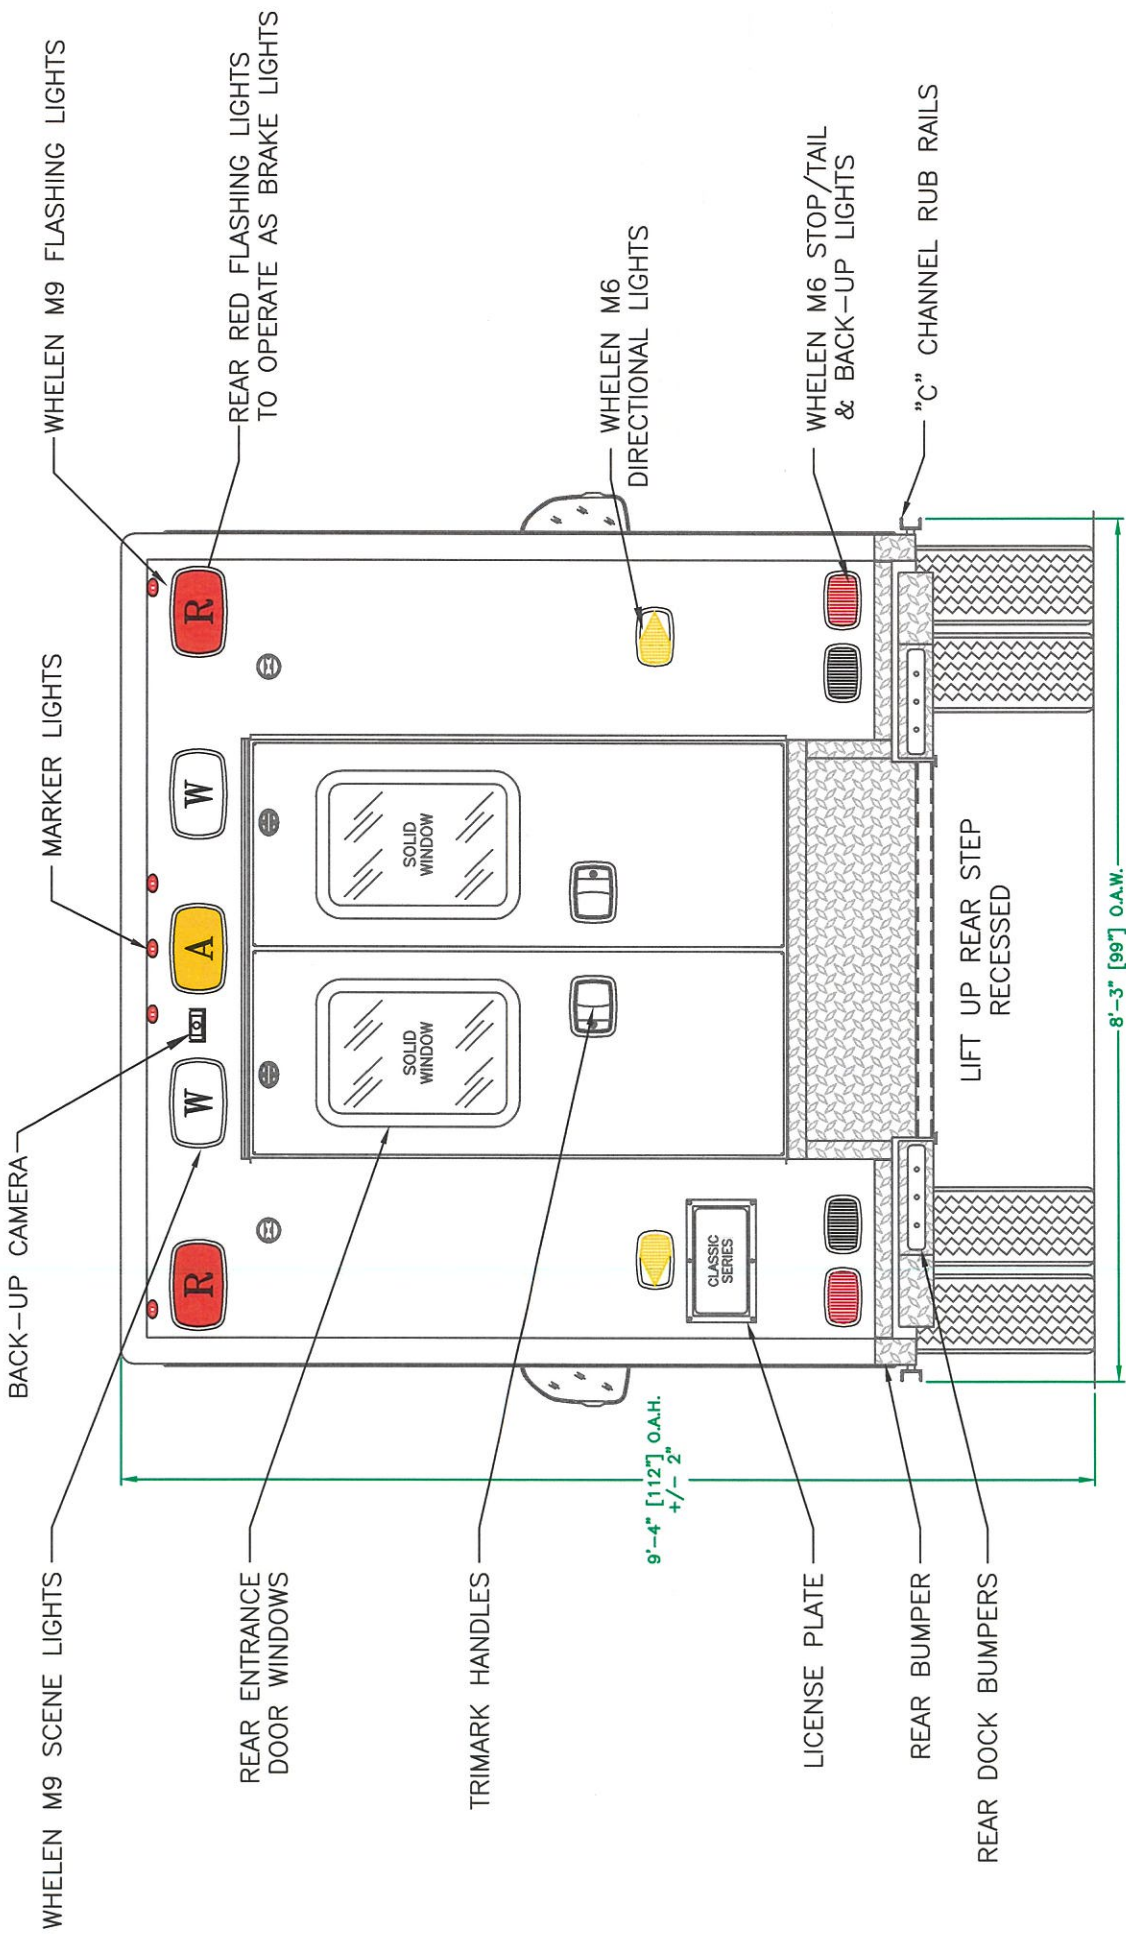 WHELEN M9 SCENE LIGHTS
BACK-UP CAMERA
MARKER LIGHTS
WHELEN M9 FLASHING LIGHTS
REAR RED FLASHING LIGHTS
TO OPERATE AS BRAKE LIGHTS
R
W
A
W
R
REAR ENTRANCE
DOOR WINDOWS
SOLID
WINDOW
SOLID
WINDOW
TRIMARK HANDLES
WHELEN M6
DIRECTIONAL LIGHTS
9'-4" [112"] O.A.H.
+/- 2"
CLASSIC
SERIES
LICENSE PLATE
WHELEN M6 STOP/TAIL
& BACK-UP LIGHTS
REAR BUMPER
"C" CHANNEL RUB RAILS
REAR DOCK BUMPERS
LIFT UP REAR STEP
RECESSED
8'-3" [99"] O.A.W.